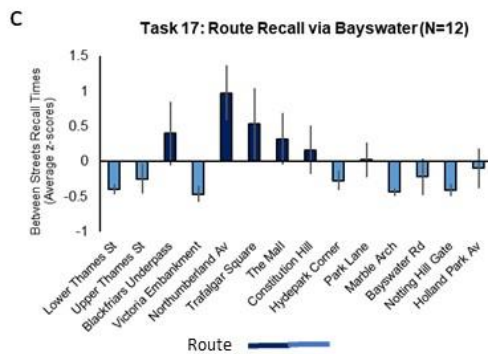 C
Task 17: Route Recall via Bayswater (N=12)
Between Streets Recall Times
(Average z-scores)
1.5
1
0.5
0
-0.5
-1
Lower Thames St
Upper Thames St
Blackfriars Underpass
Victoria Embankment
Northumberland Av
Trafalgar Square
The Mall
Constitution Hill
Hydepark Corner
Park Lane
Marble Arch
Bayswater Rd
Notting Hill Gate
Holland Park Av
Route